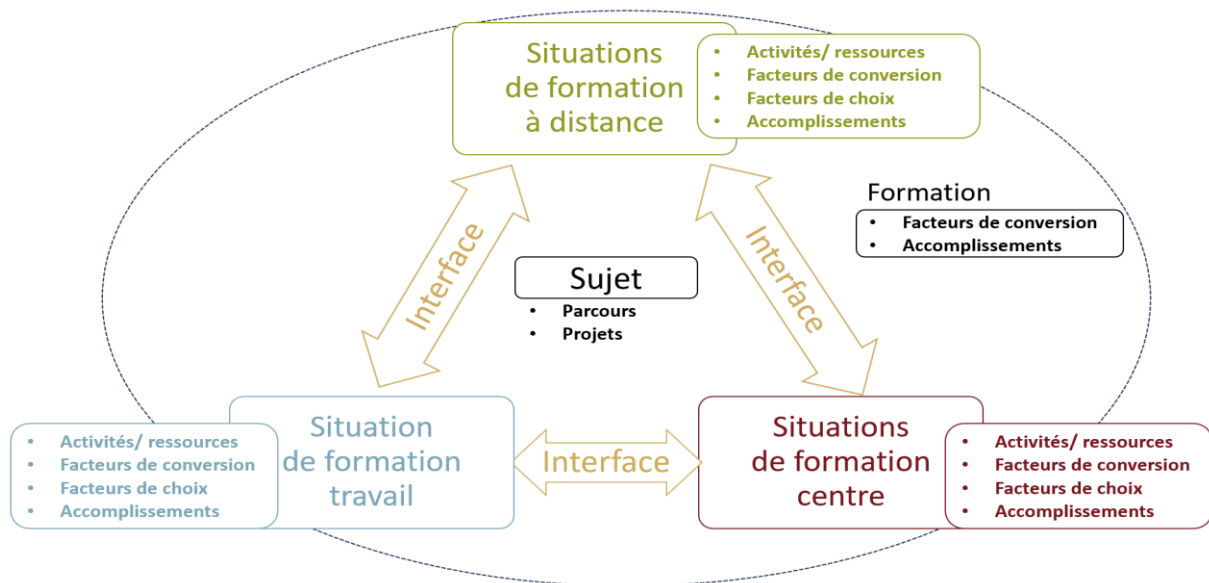 Situations
de formation
à distance
• Activités/ ressources
• Facteurs de conversion
• Facteurs de choix
• Accomplissements
Interface
Interface
Formation
• Facteurs de conversion
• Accomplissements
Sujet
• Parcours
• Projets
• Activités/ ressources
• Facteurs de conversion
• Facteurs de choix
• Accomplissements
Situation
de formation
travail
Interface
Situations
de formation
centre
• Activités/ ressources
• Facteurs de conversion
• Facteurs de choix
• Accomplissements